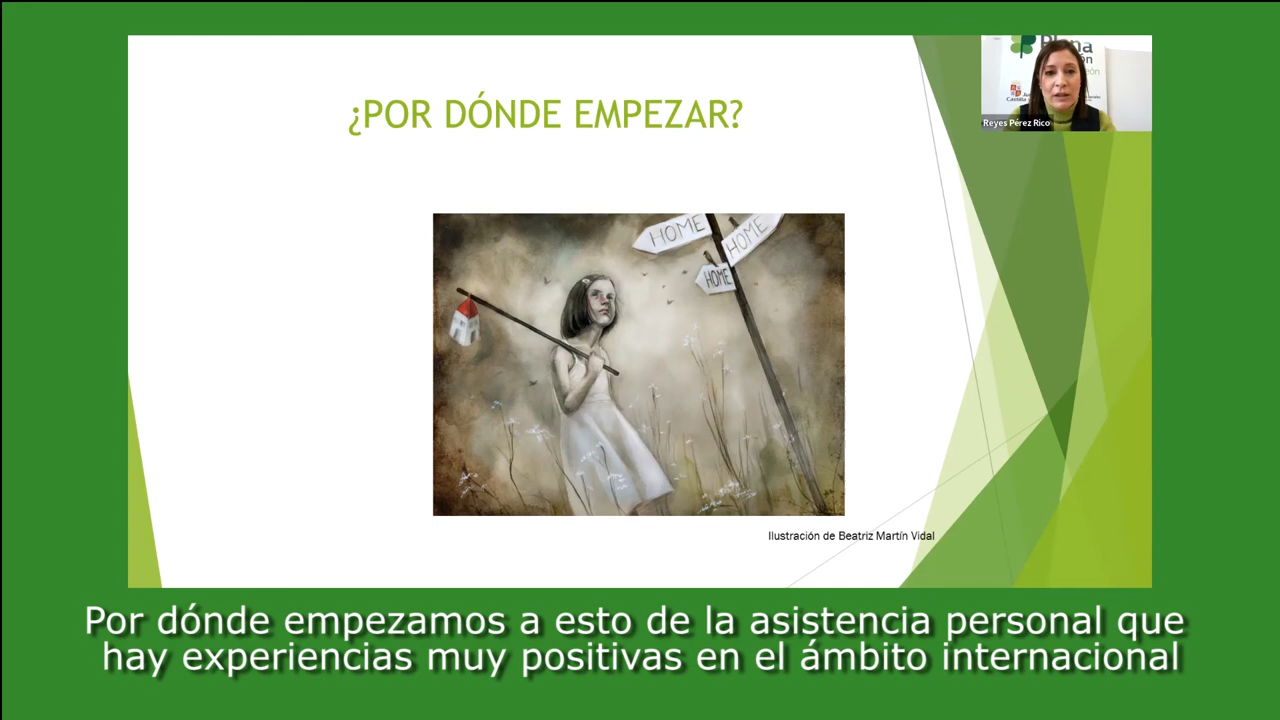 ¿POR DÓNDE EMPEZAR?
Reyes Pérez Rico
HOME
HOME
HOME
Ilustración de Beatriz Martín Vidal
Por dónde empezamos a esto de la asistencia personal que
hay experiencias muy positivas en el ámbito internacional